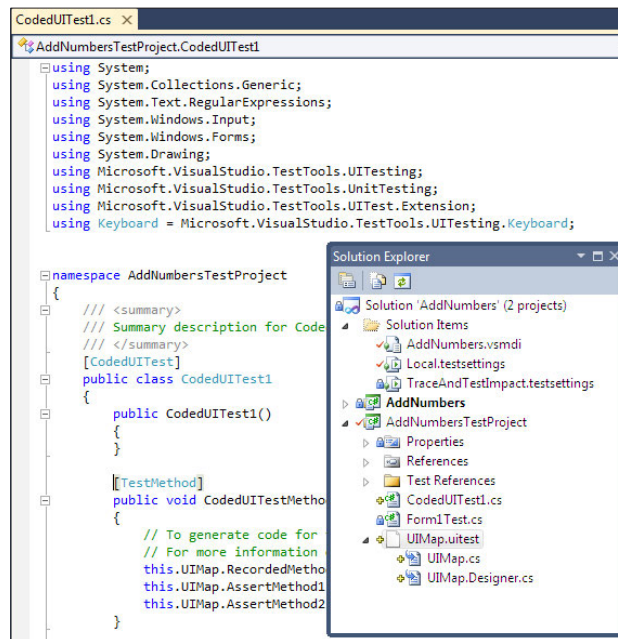 CodedUITest1.cs
AddNumbersTestProject.CodedUITest1
using System;
using System.Collections.Generic;
using System.Text.RegularExpressions;
using System.Windows.Input;
using System.Windows.Forms;
using System.Drawing;
using Microsoft.VisualStudio.TestTools.UITesting;
using Microsoft.VisualStudio.TestTools.UnitTesting;
using Microsoft.VisualStudio.TestTools.UITest.Extension;
using Keyboard = Microsoft.VisualStudio.TestTools.UITesting.Keyboard;
namespace AddNumbersTestProject
{
/// <summary>
/// Summary description for Code
/// </summary>
[CodedUITest]
public class CodedUITest1
{
public CodedUITest1()
{
}
[TestMethod]
public void CodedUITestMetho
{
// To generate code for
// For more information
this.UIMap.RecordedMetho
this.UIMap.AssertMethod1
this.UIMap.AssertMethod2
}
Solution Explorer
Solution 'AddNumbers' (2 projects)
Solution Items
AddNumbers.vsmdi
Local.testsettings
TraceAndTestImpact.testsettings
AddNumbers
AddNumbersTestProject
Properties
References
Test References
CodedUITest1.cs
Form1Test.cs
UIMap.uitest
UIMap.cs
UIMap.Designer.cs